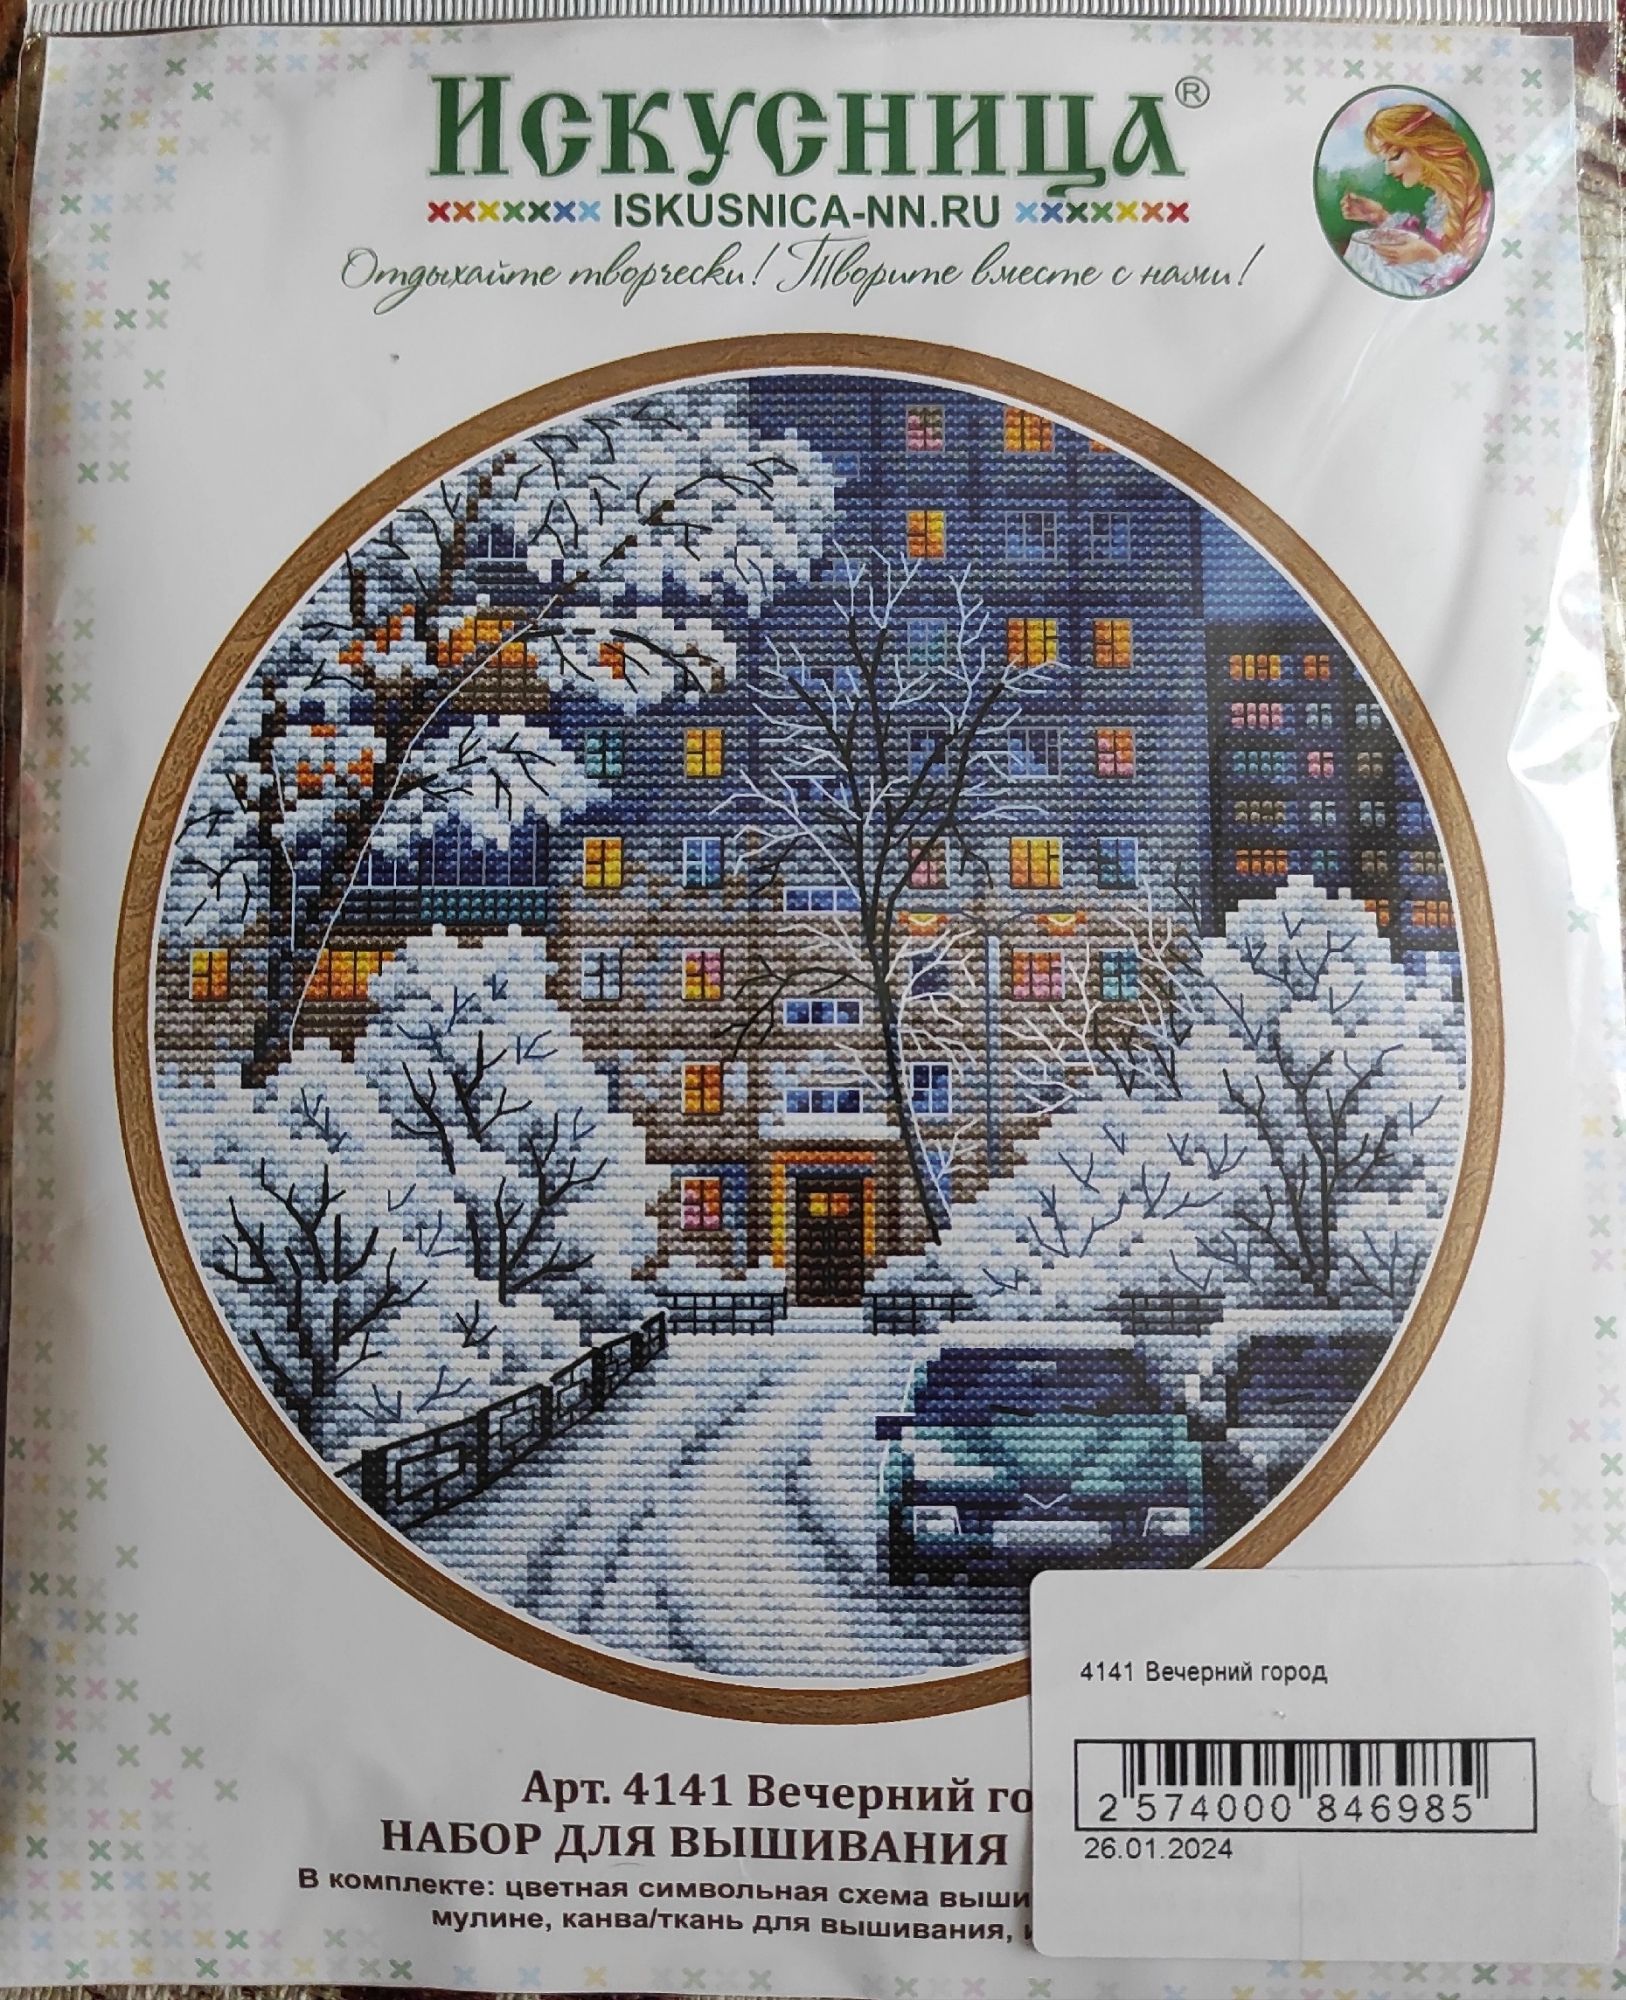 Искусница®
ISKUSNICA-NN.RU
Отдыхайте творчески! Творите вместе с нами!
Арт. 4141 Вечерний го
НАБОР ДЛЯ ВЫШИВАНИЯ
В комплекте: цветная символьная схема
мулине, канва/ткань для вышивания,
4141 Вечерний город
2 574000 846985
26.01.2024